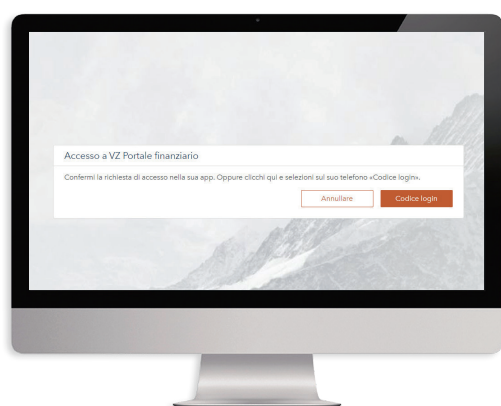 Accesso a VZ Portale finanziario
Confermi la richiesta di accesso nella sua app. Oppure clicchi qui e selezioni sul suo telefono «Codice login».
Annullare
Codice login